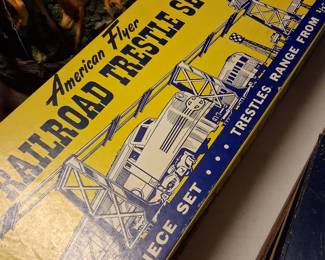 American Flyer
RAILROAD TRESTLE SE
IECE SET . . . . TRESTLES RANGE FROM